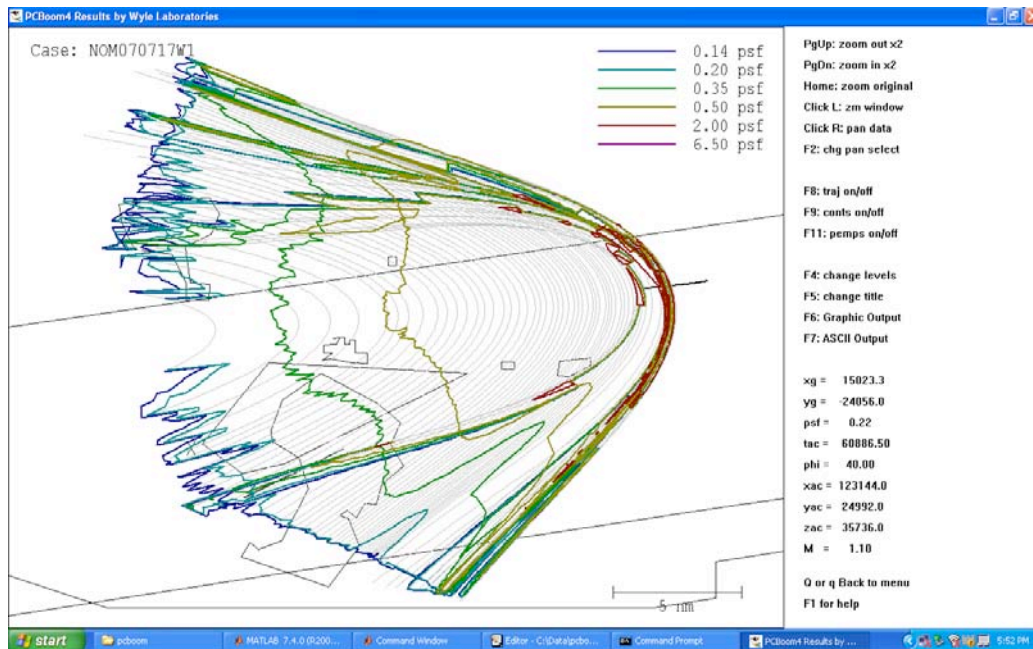 PCBoom4 Results by Wyle Laboratories
Case: NOM070717W1
0.14 psf
0.20 psf
0.35 psf
0.50 psf
2.00 psf
6.50 psf
5 nm
PgUp: zoom out x2
PgDn: zoom in x2
Home: zoom original
Click L: zm window
Click R: pan data
F2: chg pan select
F8: traj on/off
F9: conts on/off
F11: pemps on/off
F4: change levels
F5: change title
F6: Graphic Output
F7: ASCII Output
xg = 15023.3
yg = -24056.0
psf = 0.22
tac = 60886.50
phi = 40.00
xac = 123144.0
yac = 24992.0
zac = 35736.0
M = 1.10
Q or q Back to menu
F1 for help
start
pcboom
MATLAB 7.4.0 (R200...
Command Window
Editor - C:\Data\pcbo...
Command Prompt
PCBoom4 Results by ...
5:52 PM